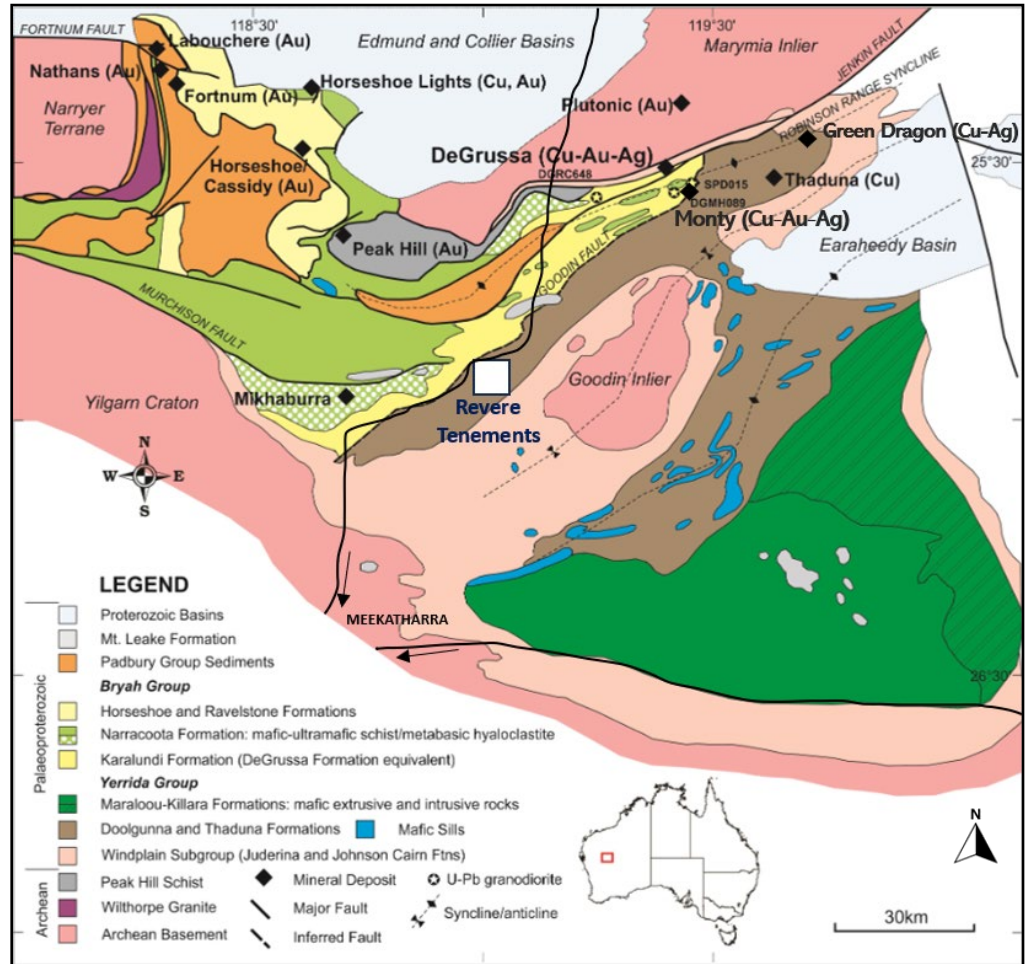 118°30'
119°30'
FORTNUM FAULT
Labouchere (Au)
Edmund and Collier Basins
Marymia Inlier
JENKIN FAULT
Nathans (Au)
Fortnum (Au)
Horseshoe Lights (Cu, Au)
Narryer
Terrane
Plutonic (Au)
ROBINSON RANGE SYNCLINE
Green Dragon (Cu-Ag)
Horseshoe/
Cassidy (Au)
DeGrussa (Cu-Au-Ag)
DGRC648
25°30'
SPD015
Thaduna (Cu)
DGMH089
Monty (Cu-Au-Ag)
Peak Hill (Au)
GOODIN FAULT
Earaheedy Basin
MURCHISON FAULT
Goodin Inlier
Mikhaburra
Yilgarn Craton
Revere
Tenements
N
W E
S
LEGEND
MEEKATHARRA
26°30'
Proterozoic Basins
Mt. Leake Formation
Padbury Group Sediments
Bryah Group
Horseshoe and Ravelstone Formations
Narracoota Formation: mafic-ultramafic schist/metabasic hyaloclastite
Karalundi Formation (DeGrussa Formation equivalent)
Palaeoproterozoic
Yerrida Group
Maraloou-Killara Formations: mafic extrusive and intrusive rocks
Doolgunna and Thaduna Formations
Mafic Sills
Windplain Subgroup (Juderina and Johnson Cairn Ftns)
Archean
Peak Hill Schist
Mineral Deposit
U-Pb granodiorite
Wilthorpe Granite
Major Fault
Syncline/anticline
Archean Basement
Inferred Fault
N
30km